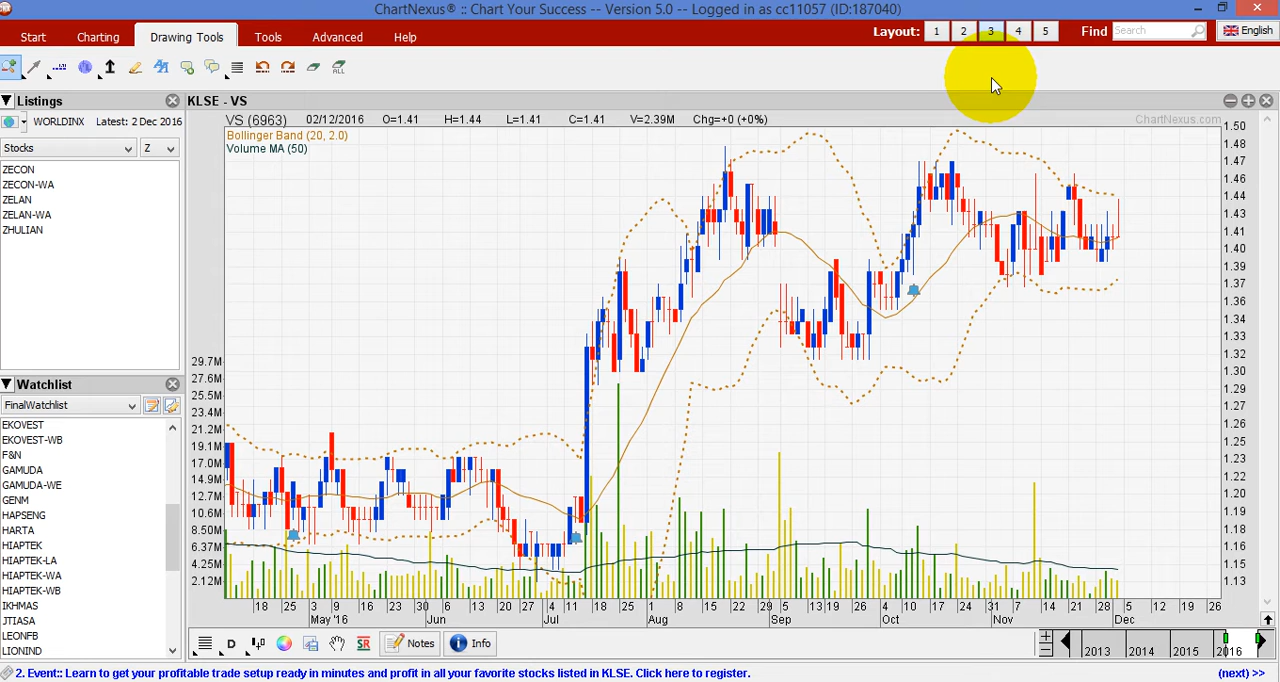 ChartNexus® :: Chart Your Success -- Version 5.0 -- Logged in as cc11057 (ID:187040)
Start Charting Drawing Tools Tools Advanced Help
Layout: 1 2 3 4 5 Find Search English
ALL
Listings
WORLDINX Latest: 2 Dec 2016
Stocks Z
ZECON
ZECON-WA
ZELAN
ZELAN-WA
ZHULIAN
Watchlist
FinalWatchlist
EKOVEST
EKOVEST-WB
F&N
GAMUDA
GAMUDA-WE
GENM
HAPSENG
HARTA
HIAPTEK
HIAPTEK-LA
HIAPTEK-WA
HIAPTEK-WB
IKHMAS
JTIASA
LEONFB
LIONIND
KLSE - VS
VS (6963) 02/12/2016 O=1.41 H=1.44 L=1.41 C=1.41 V=2.39M Chg=+0 (+0%)
ChartNexus.com
Bollinger Band (20, 2.0)
Volume MA (50)
1.50
1.48
1.47
1.46
1.44
1.43
1.41
1.40
1.39
1.37
1.36
1.34
1.33
1.32
1.30
1.29
1.27
1.26
1.25
1.23
1.22
1.20
1.19
1.18
1.16
1.15
1.13
29.7M
27.6M
25.5M
23.4M
21.2M
19.1M
17.0M
14.9M
12.7M
10.6M
8.50M
6.37M
4.25M
2.12M
18 25 3 9 16 23 30 6 13 20 27 4 11 18 25 1 8 15 22 29 5 13 19 26 4 10 17 24 31 7 14 21 28 5 12 19 26
May '16 Jun Jul Aug Sep Oct Nov Dec
D SR Notes Info
2013 2014 2015 2016
2. Event:: Learn to get your profitable trade setup ready in minutes and profit in all your favorite stocks listed in KLSE. Click here to register. (next) >>